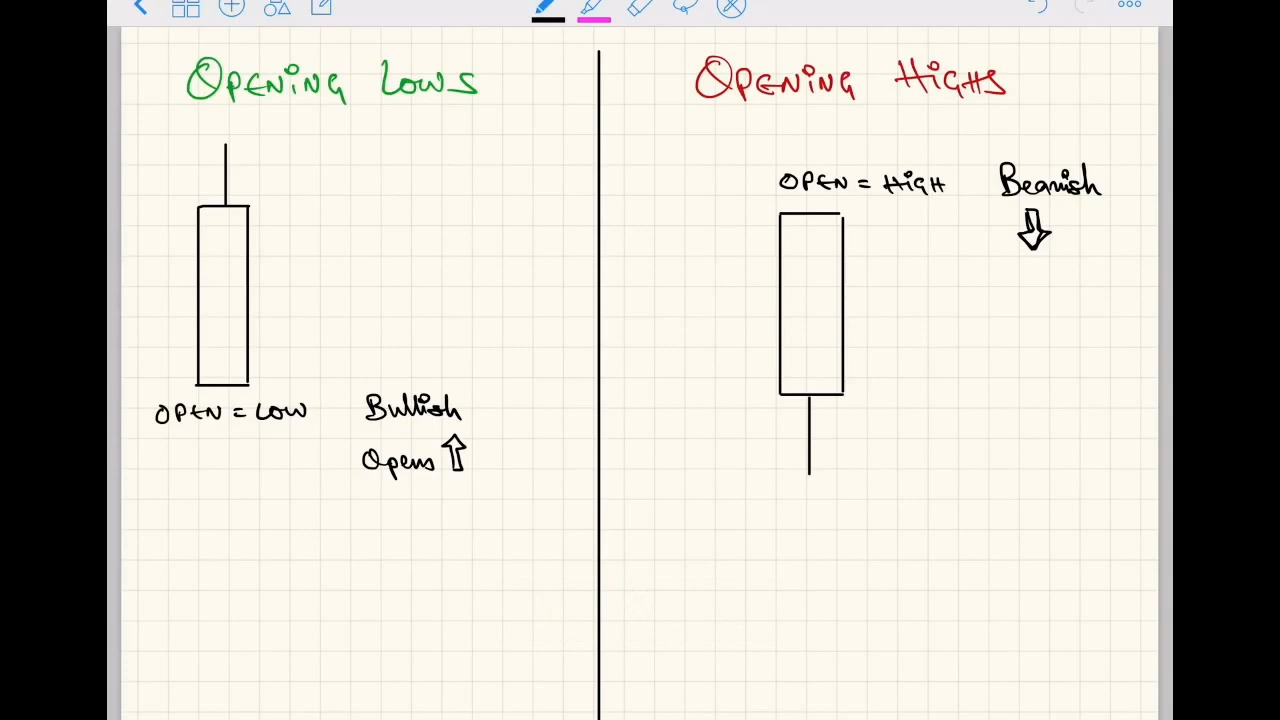 OPENING LOWS
OPEN = LOW
Bullish
Opens
OPENING HIGHS
OPEN = HIGH
Bearish